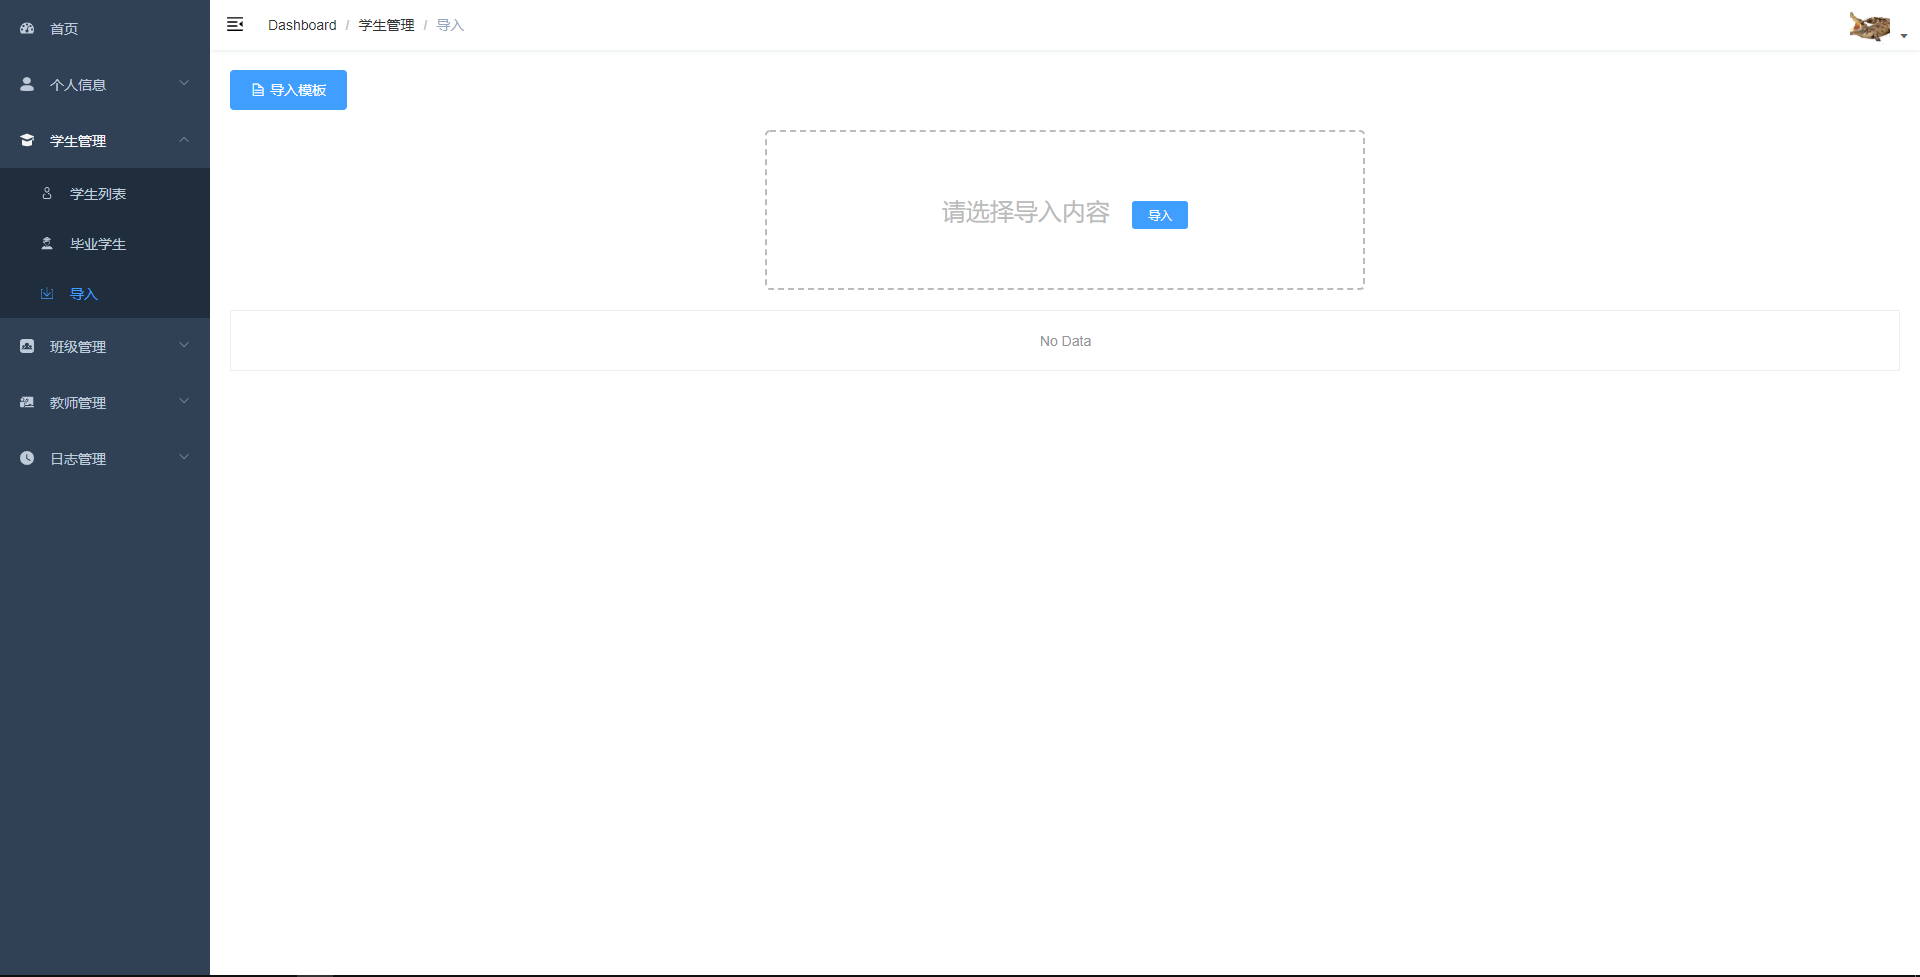 首页
个人信息
学生管理
学生列表
毕业学生
导入
班级管理
教师管理
日志管理
Dashboard / 学生管理 / 导入
导入模板
请选择导入内容 导入
No Data